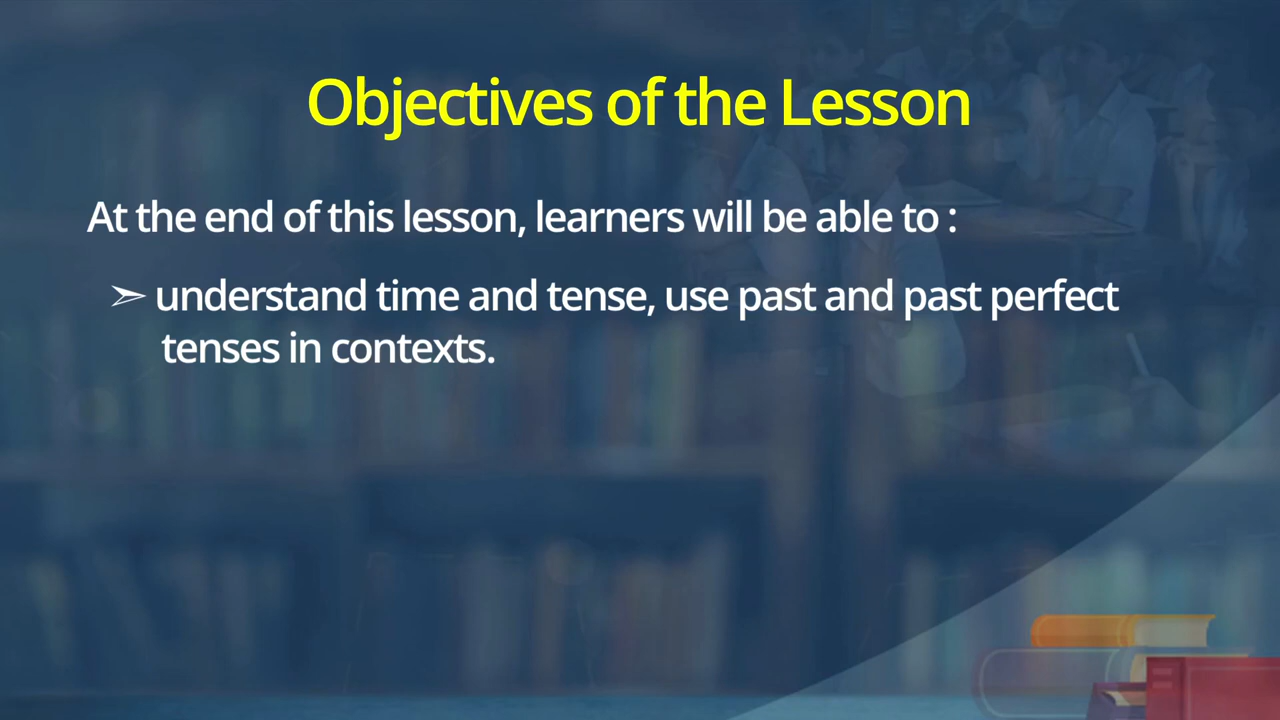 Objectives of the Lesson
At the end of this lesson, learners will be able to :
➣ understand time and tense, use past and past perfect
tenses in contexts.